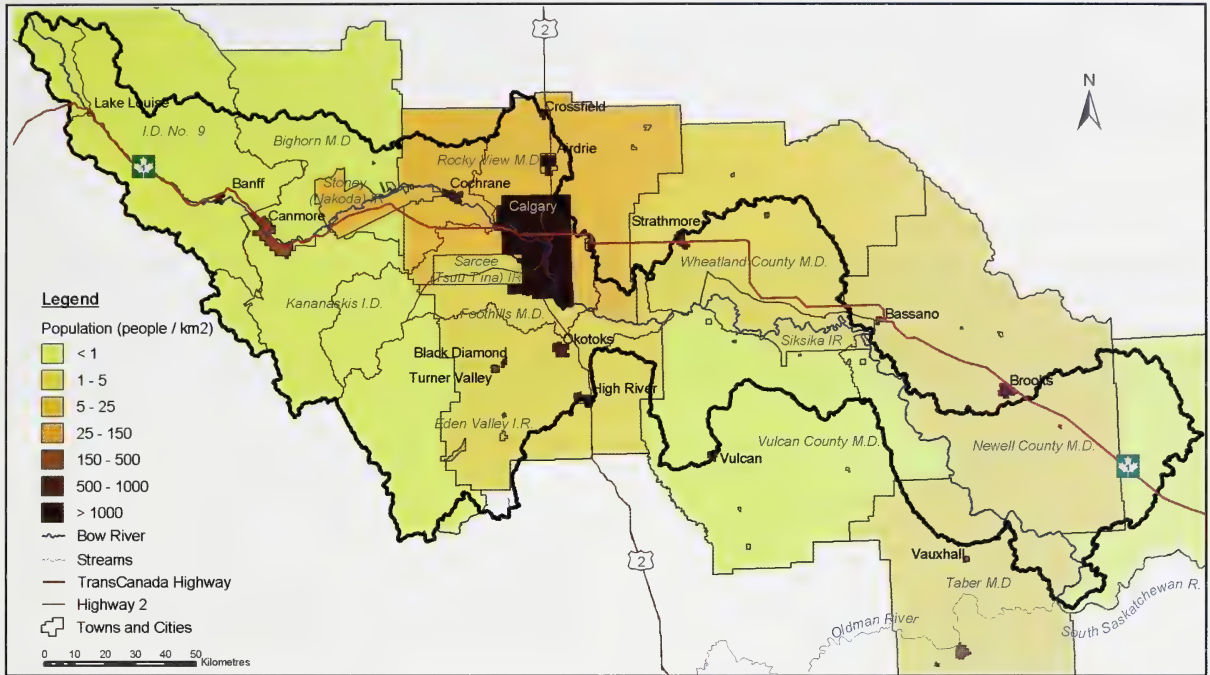 2
N
Crossfield
Lake Louise
I.D. No. 9
Airdrie
Bighorn M.D
Rocky View M.D
1
Banff
Stoney
(Nakoda) IR
Cochrane
Calgary
Canmore
Strathmore
Sarcee
(Tsuu T'ina) IR
Wheatland County M.D.
Kananaskis I.D.
Foothills M.D.
Bassano
Siksika IR
Okotoks
Black Diamond
Turner Valley
High River
Brooks
Eden Valley I.R.
Vulcan County M.D.
Newell County M.D.
Vulcan
1
2
Vauxhall
Taber M.D
Oldman River
South Saskatchewan R.
Legend
Population (people / km2)
< 1
1 - 5
5 - 25
25 - 150
150 - 500
500 - 1000
> 1000
Bow River
Streams
TransCanada Highway
Highway 2
Towns and Cities
0 10 20 30 40 50
Kilometres